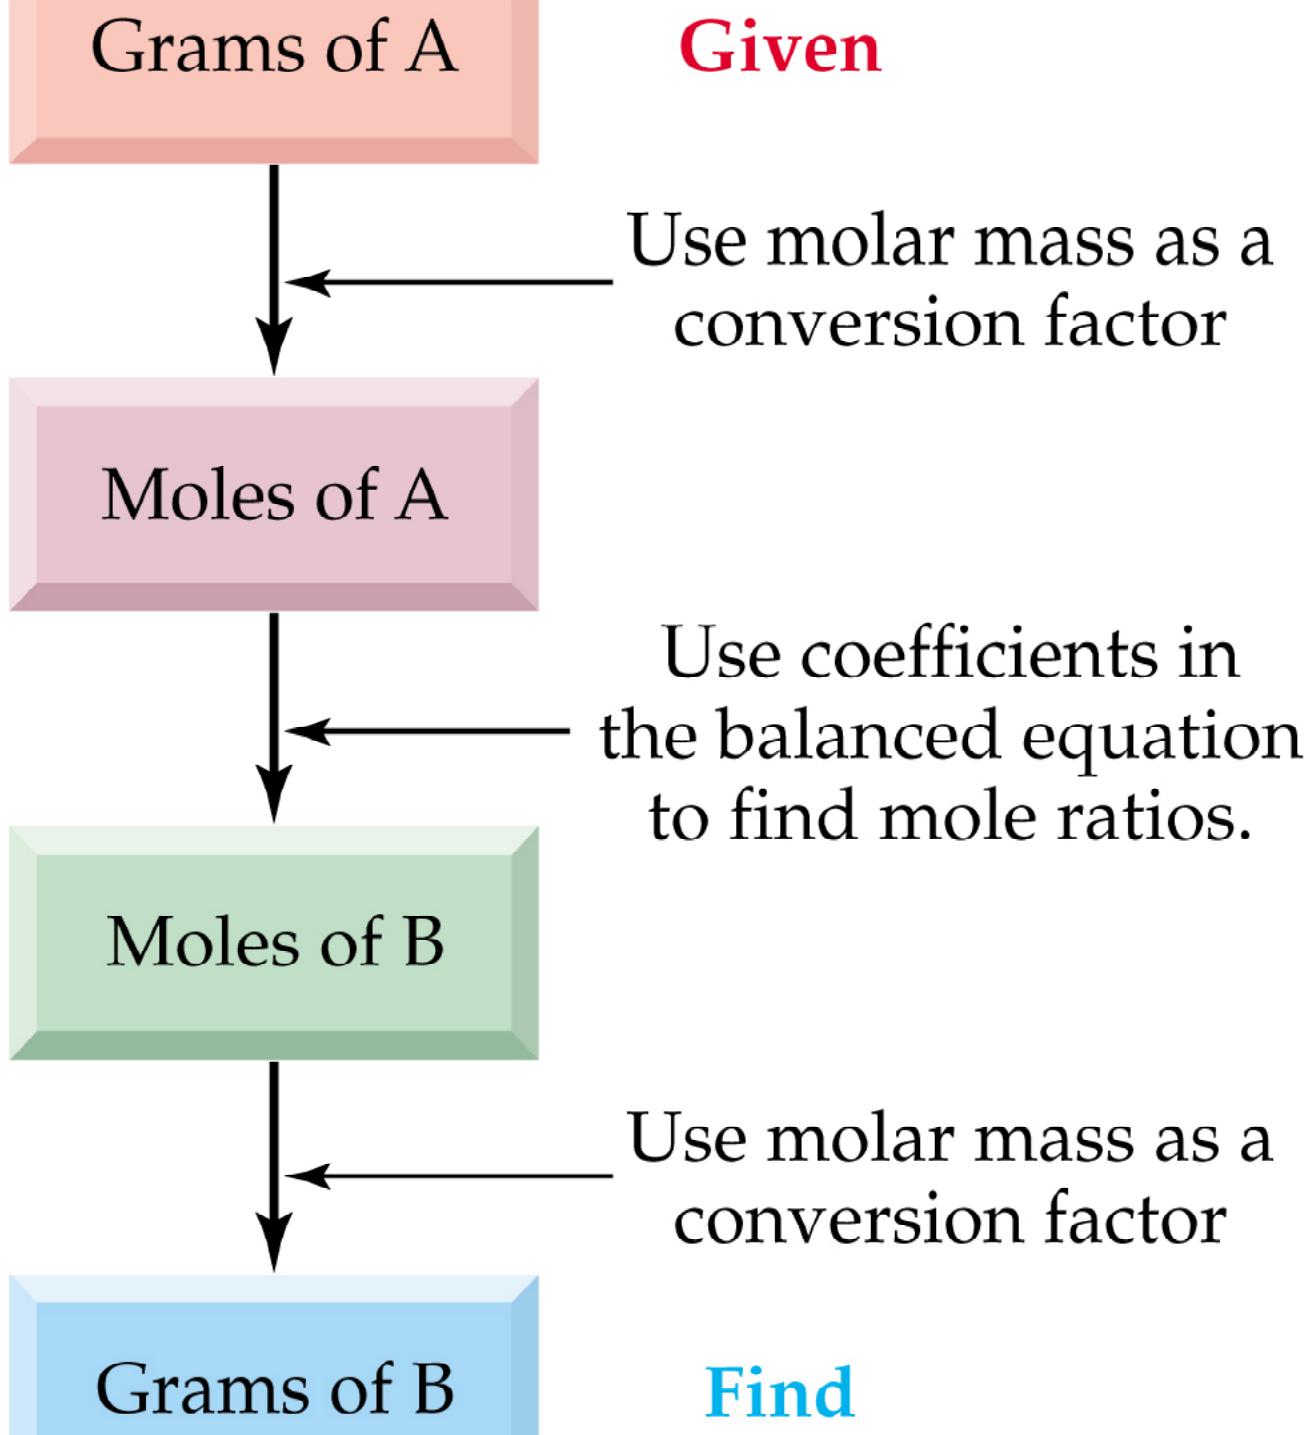 Grams of A
Given
Use molar mass as a
conversion factor
Moles of A
Use coefficients in
the balanced equation
to find mole ratios.
Moles of B
Use molar mass as a
conversion factor
Grams of B
Find